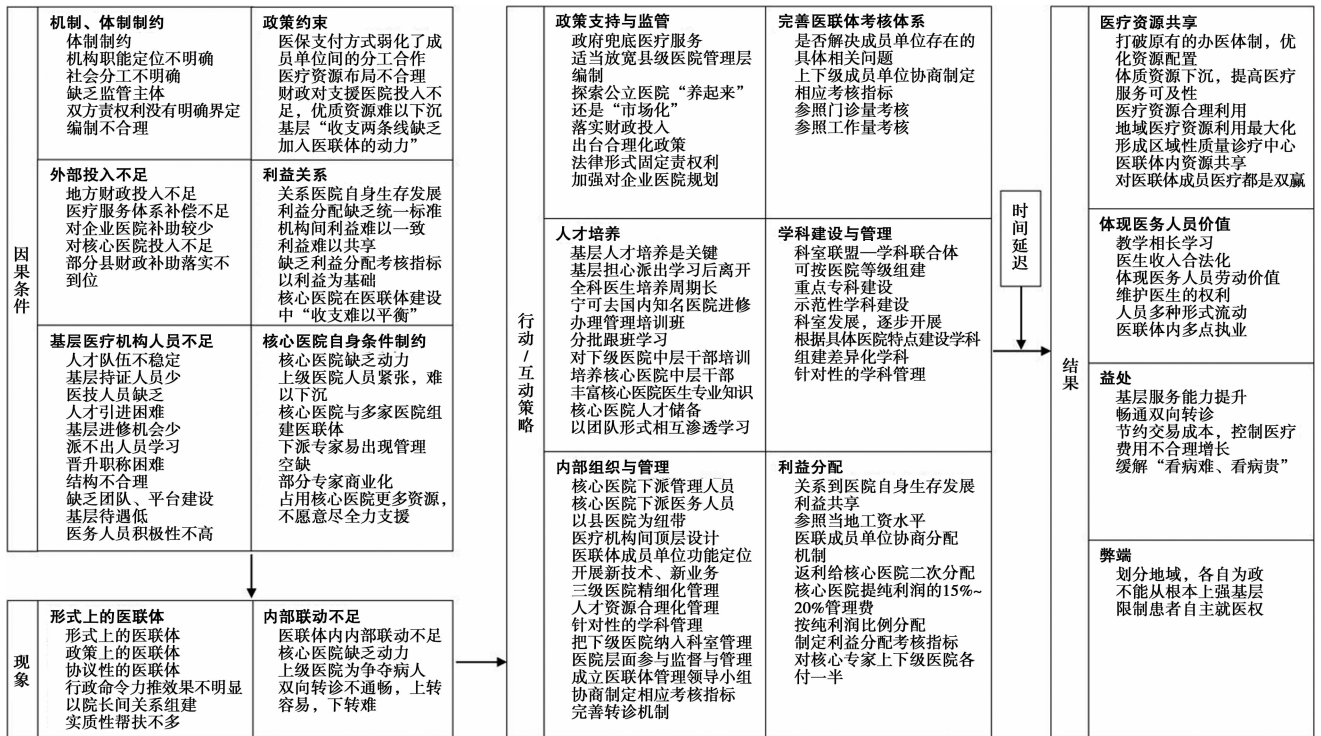 因果条件
机制、体制制约
体制制约
机构职能定位不明确
社会分工不明确
缺乏监管主体
双方责权利没有明确界定
编制不合理
政策约束
医保支付方式弱化了成
员单位间的分工合作
医疗资源布局不合理
财政对支援医院投入不
足，优质资源难以下沉
基层“收支两条线缺乏
加入医联体的动力”
外部投入不足
地方财政投入不足
医疗服务体系补偿不足
对企业医院补助较少
对核心医院投入不足
部分县财政补助落实不
到位
利益关系
关系医院自身生存发展
利益分配缺乏统一标准
机构间利益难以一致
利益难以共享
缺乏利益分配考核指标
以利益为基础
核心医院在医联体建设
中“收支难以平衡”
基层医疗机构人员不足
人才队伍不稳定
基层持证人员少
医技人员缺乏
人才引进困难
基层进修机会少
派不出人员学习
晋升职称困难
结构不合理
缺乏团队、平台建设
基层待遇低
医务人员积极性不高
核心医院自身条件制约
核心医院缺乏动力
上级医院人员紧张，难
以下沉
核心医院与多家医院组
建医联体
下派专家易出现管理
空缺
部分专家商业化
占用核心医院更多资源，
不愿意尽全力支援
现象
形式上的医联体
形式上的医联体
政策上的医联体
协议性的医联体
行政命令力推效果不明显
以院长间关系组建
实质性帮扶不多
内部联动不足
医联体内内部联动不足
核心医院缺乏动力
上级医院为争夺病人
双向转诊不通畅，上转
容易，下转难
行动/互动策略
政策支持与监管
政府兜底医疗服务
适当放宽县级医院管理层
编制
探索公立医院“养起来”
还是“市场化”
落实财政投入
出台合理化政策
法律形式固定责权利
加强对企业医院规划
完善医联体考核体系
是否解决成员单位存在的
具体相关问题
上下级成员单位协商制定
相应考核指标
参照门诊量考核
参照工作量考核
人才培养
基层人才培养是关键
基层担心派出学习后离开
全科医生培养周期长
宁可去国内知名医院进修
办理管理培训班
分批跟班学习
对下级医院中层干部培训
培养核心医院中层干部
丰富核心医院医生专业知识
核心医院人才储备
以团队形式相互渗透学习
学科建设与管理
科室联盟—学科联合体
可按医院等级组建
重点专科建设
示范性学科建设
科室发展，逐步开展
根据具体医院特点建设学科
组建差异化学科
针对性的学科管理
内部组织与管理
核心医院下派管理人员
核心医院下派医务人员
以县医院为纽带
医疗机构间顶层设计
医联体成员单位功能定位
开展新技术、新业务
三级医院精细化管理
人才资源合理化管理
针对性的学科管理
把下级医院纳入科室管理
医院层面参与监督与管理
成立医联体管理领导小组
协商制定相应考核指标
完善转诊机制
利益分配
关系到医院自身生存发展
利益共享
参照当地工资水平
医联成员单位协商分配
机制
返利给核心医院二次分配
核心医院提纯利润的15%~
20%管理费
按纯利润比例分配
制定利益分配考核指标
对核心专家上下级医院各
付一半
时间延迟
结果
医疗资源共享
打破原有的办医体制，优
化资源配置
体质资源下沉，提高医疗
服务可及性
医疗资源合理利用
地域医疗资源利用最大化
形成区域性质量诊疗中心
医联体内资源共享
对医联体成员医疗都是双赢
体现医务人员价值
教学相长学习
医生收入合法化
体现医务人员劳动价值
维护医生的权利
人员多种形式流动
医联体内多点执业
益处
基层服务能力提升
畅通双向转诊
节约交易成本，控制医疗
费用不合理增长
缓解“看病难、看病贵”
弊端
划分地域，各自为政
不能从根本上强基层
限制患者自主就医权